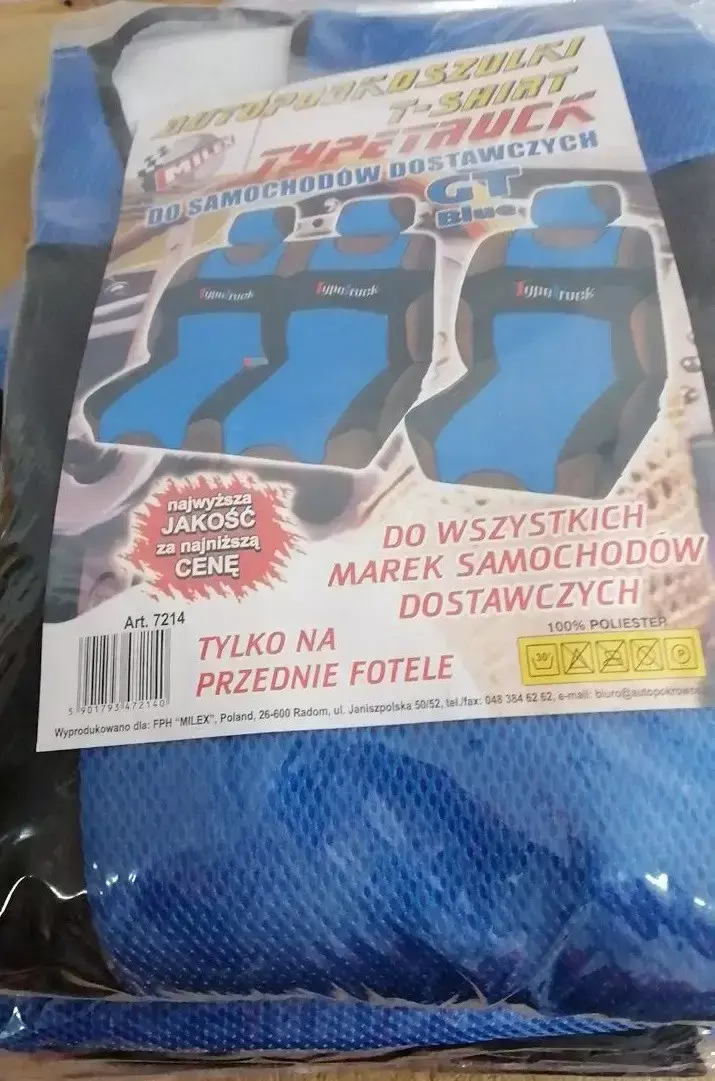 AUTOPODKOSZULKI
T-SHIRT
MILEX
TYPETRUCK
DO SAMOCHODÓW DOSTAWCZYCH
GT
Blue
TypeTruck
TypeTruck
TypeTruck
najwyższa
JAKOŚĆ
za najniższą
CENĘ
DO WSZYSTKICH
MAREK SAMOCHODÓW
DOSTAWCZYCH
Art. 7214
TYLKO NA
PRZEDNIE FOTELE
100% POLIESTER
30°
P
5 901793 472140
Wyprodukowano dla: FPH "MILEX", Poland, 26-600 Radom, ul. Janiszpolska 50/52, tel./fax: 048 384 62 62, e-mail: